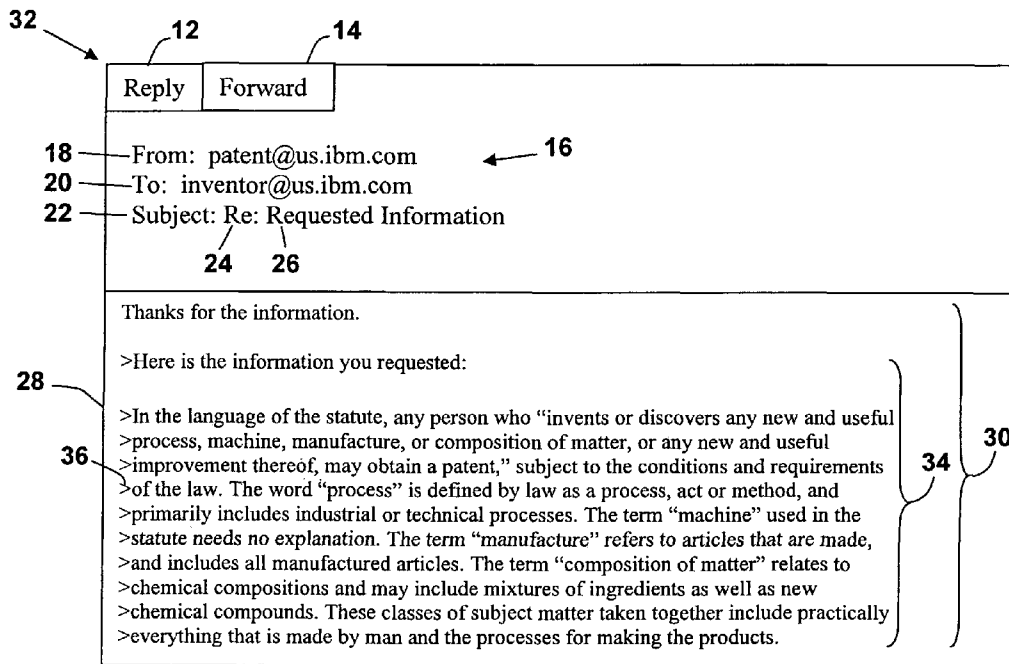 32 12 14
Reply Forward
18 From: patent@us.ibm.com 16
20 To: inventor@us.ibm.com
22 Subject: Re: Requested Information
24 26
Thanks for the information.
>Here is the information you requested:
28
>In the language of the statute, any person who “invents or discovers any new and useful
>process, machine, manufacture, or composition of matter, or any new and useful 30
36 >improvement thereof, may obtain a patent,” subject to the conditions and requirements 34
>of the law. The word “process” is defined by law as a process, act or method, and
>primarily includes industrial or technical processes. The term “machine” used in the
>statute needs no explanation. The term “manufacture” refers to articles that are made,
>and includes all manufactured articles. The term “composition of matter” relates to
>chemical compositions and may include mixtures of ingredients as well as new
>chemical compounds. These classes of subject matter taken together include practically
>everything that is made by man and the processes for making the products.